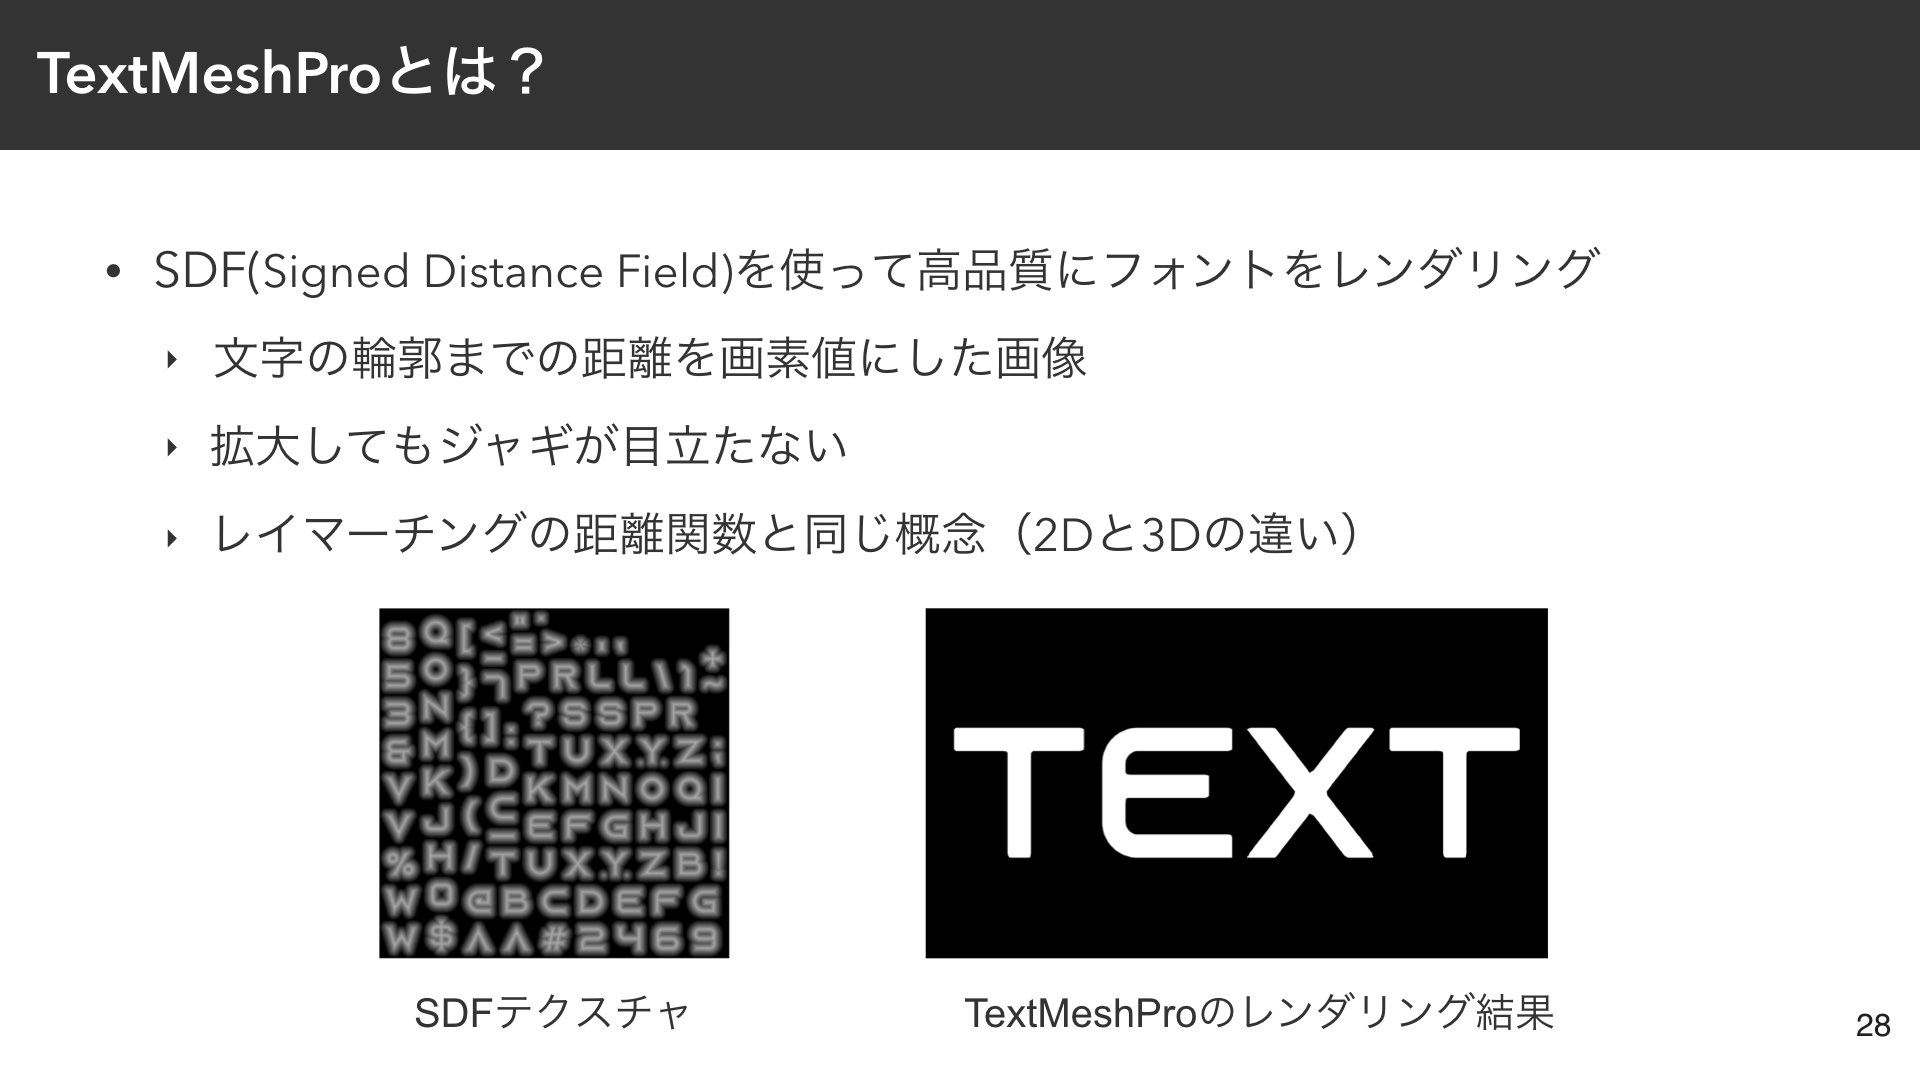 TextMeshProとは？
• SDF(Signed Distance Field)を使って高品質にフォントをレンダリング
‣ 文字の輪郭までの距離を画素値にした画像
‣ 拡大してもジャギが目立たない
‣ レイマーチングの距離関数と同じ概念（2Dと3Dの違い）
TEXT
SDFテクスチャ
TextMeshProのレンダリング結果
28